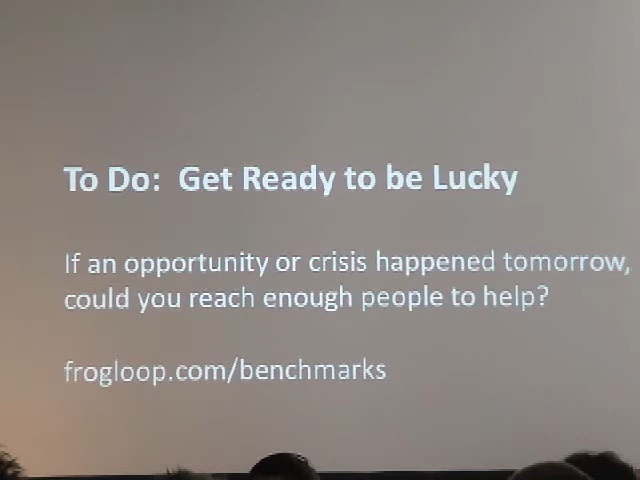 To Do:  Get Ready to be Lucky
If an opportunity or crisis happened tomorrow,
could you reach enough people to help?
frogloop.com/benchmarks